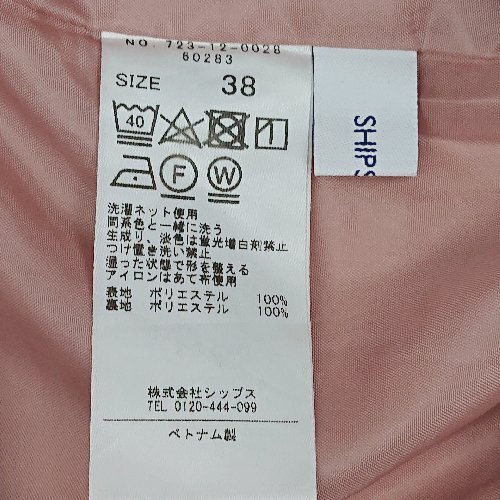 NO. 723-12-0028
60283
SIZE 38
40
F W
洗濯ネット使用
同系色と一緒に洗う
生成り、淡色は蛍光増白剤禁止
つけ置き洗い禁止
湿った状態で形を整える
アイロンはあて布使用
表地 ポリエステル 100%
裏地 ポリエステル 100%
株式会社シップス
TEL 0120-444-099
ベトナム製
SHIPS